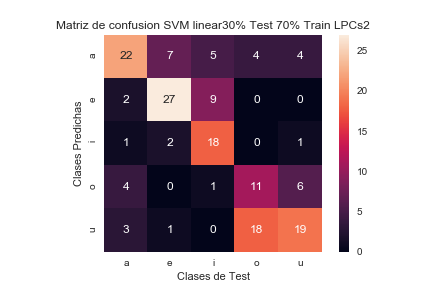 Matriz de confusion SVM linear30% Test 70% Train LPCs2
Clases Predichas
a 22 7 5 4 4
e 2 27 9 0 0
i 1 2 18 0 1
o 4 0 1 11 6
u 3 1 0 18 19
a e i o u
Clases de Test
25
20
15
10
5
0